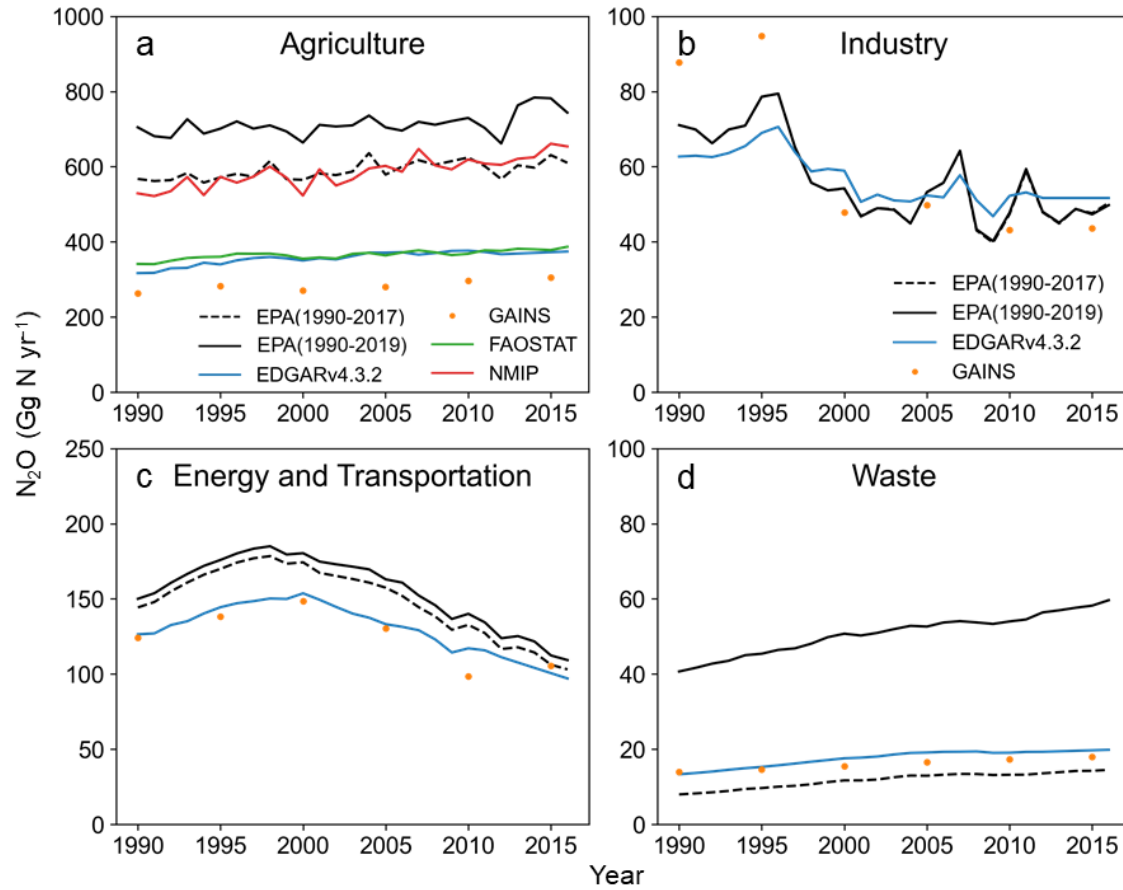 a Agriculture
1000
800
600
400
200
0
EPA(1990-2017)
EPA(1990-2019)
EDGARv4.3.2
GAINS
FAOSTAT
NMIP
1990 1995 2000 2005 2010 2015
b Industry
100
80
60
40
20
0
EPA(1990-2017)
EPA(1990-2019)
EDGARv4.3.2
GAINS
1990 1995 2000 2005 2010 2015
N₂O (Gg N yr⁻¹)
c Energy and Transportation
250
200
150
100
50
0
1990 1995 2000 2005 2010 2015
d Waste
100
80
60
40
20
0
1990 1995 2000 2005 2010 2015
Year